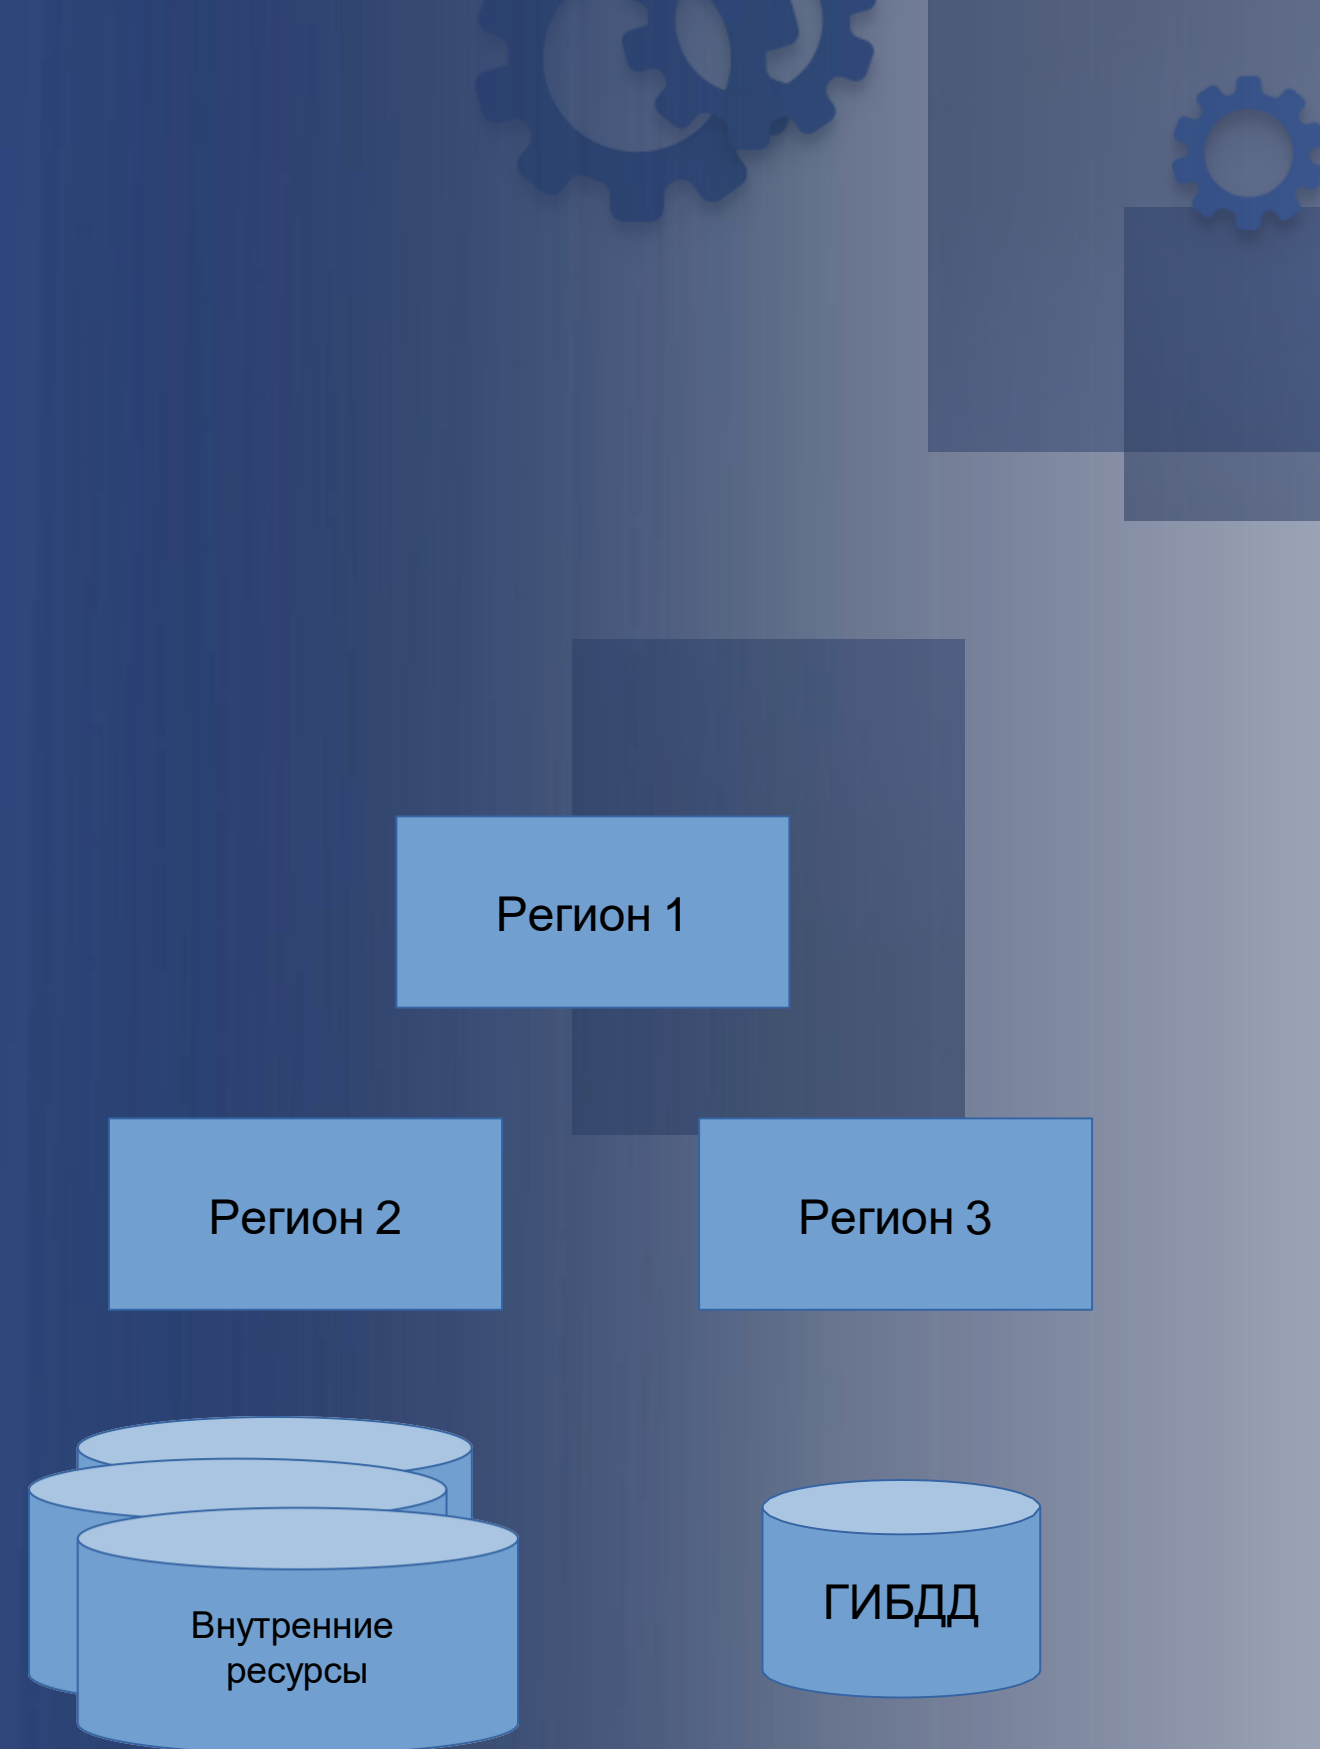 Регион 1
Регион 2
Регион 3
Внутренние
ресурсы
ГИБДД